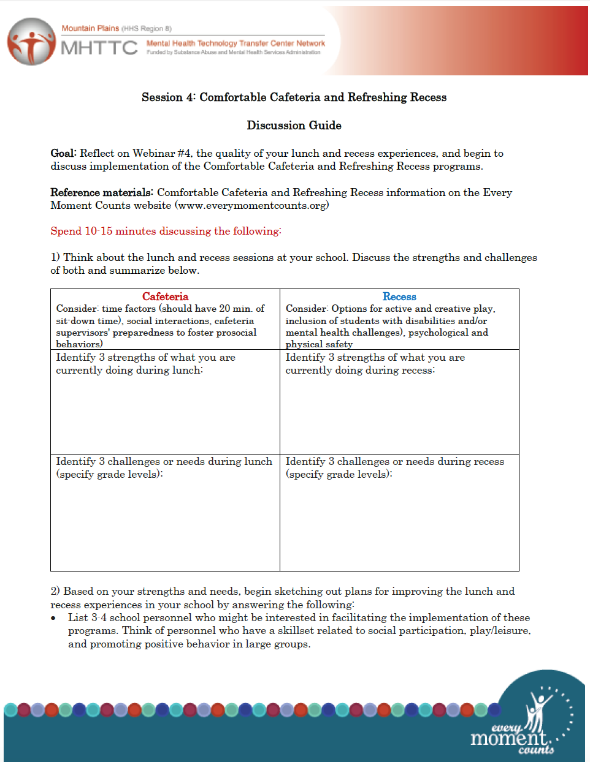 Mountain Plains (HHS Region 8)
MHTTC
Mental Health Technology Transfer Center Network
Funded by Substance Abuse and Mental Health Services Administration
Session 4: Comfortable Cafeteria and Refreshing Recess
Discussion Guide
Goal: Reflect on Webinar #4, the quality of your lunch and recess experiences, and begin to
discuss implementation of the Comfortable Cafeteria and Refreshing Recess programs.
Reference materials: Comfortable Cafeteria and Refreshing Recess information on the Every
Moment Counts website (www.everymomentcounts.org)
Spend 10-15 minutes discussing the following:
1) Think about the lunch and recess sessions at your school. Discuss the strengths and challenges
of both and summarize below.
Cafeteria
Consider: time factors (should have 20 min. of
sit-down time), social interactions, cafeteria
supervisors' preparedness to foster prosocial
behaviors)
Recess
Consider: Options for active and creative play,
inclusion of students with disabilities and/or
mental health challenges), psychological and
physical safety
Identify 3 strengths of what you are
currently doing during lunch:
Identify 3 strengths of what you are
currently doing during recess:
Identify 3 challenges or needs during lunch
(specify grade levels):
Identify 3 challenges or needs during recess
(specify grade levels):
2) Based on your strengths and needs, begin sketching out plans for improving the lunch and
recess experiences in your school by answering the following:
• List 3-4 school personnel who might be interested in facilitating the implementation of these
programs. Think of personnel who have a skillset related to social participation, play/leisure,
and promoting positive behavior in large groups.
every
moment
counts